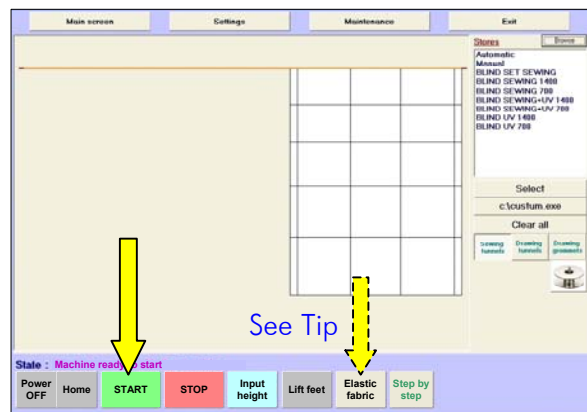 Main screen Settings Maintenance Exit
Stores Browse
Automatic
Manual
BLIND SET SEWING
BLIND SEWING 1400
BLIND SEWING 700
BLIND SEWING+UV 1400
BLIND SEWING+UV 700
BLIND UV 1400
BLIND UV 700
Select
c:\custum.exe
Clear all
Sewing tunnels
Drawing tunnels
Drawing grommets
See Tip
State : Machine ready to start
Power OFF
Home
START
STOP
Input height
Lift feet
Elastic fabric
Step by step